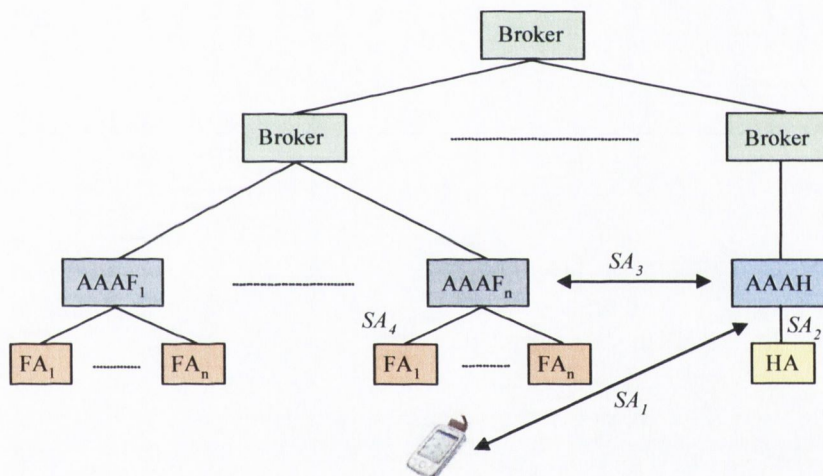 Broker
Broker
Broker
AAAF₁
AAAFₙ
SA₃
AAAH
SA₄
SA₂
FA₁
FAₙ
FA₁
FAₙ
HA
SA₁